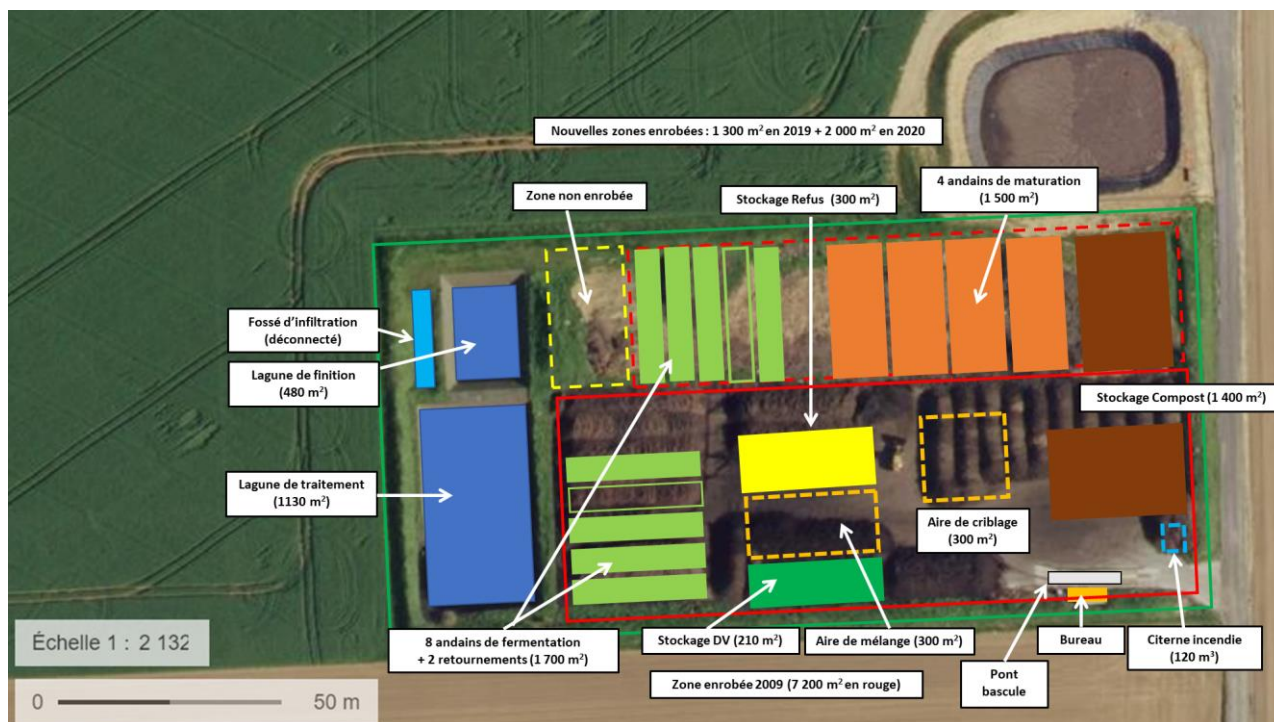 Nouvelles zones enrobées : 1 300 m² en 2019 + 2 000 m² en 2020
Zone non enrobée
Stockage Refus (300 m²)
4 andains de maturation
(1 500 m²)
Fossé d'infiltration
(déconnecté)
Lagune de finition
(480 m²)
Stockage Compost (1 400 m²)
Lagune de traitement
(1130 m²)
Aire de criblage
(300 m²)
8 andains de fermentation
+ 2 retournements (1 700 m²)
Stockage DV (210 m²)
Aire de mélange (300 m²)
Bureau
Citerne incendie
(120 m³)
Pont
bascule
Zone enrobée 2009 (7 200 m² en rouge)
Échelle 1 : 2 132
0 50 m